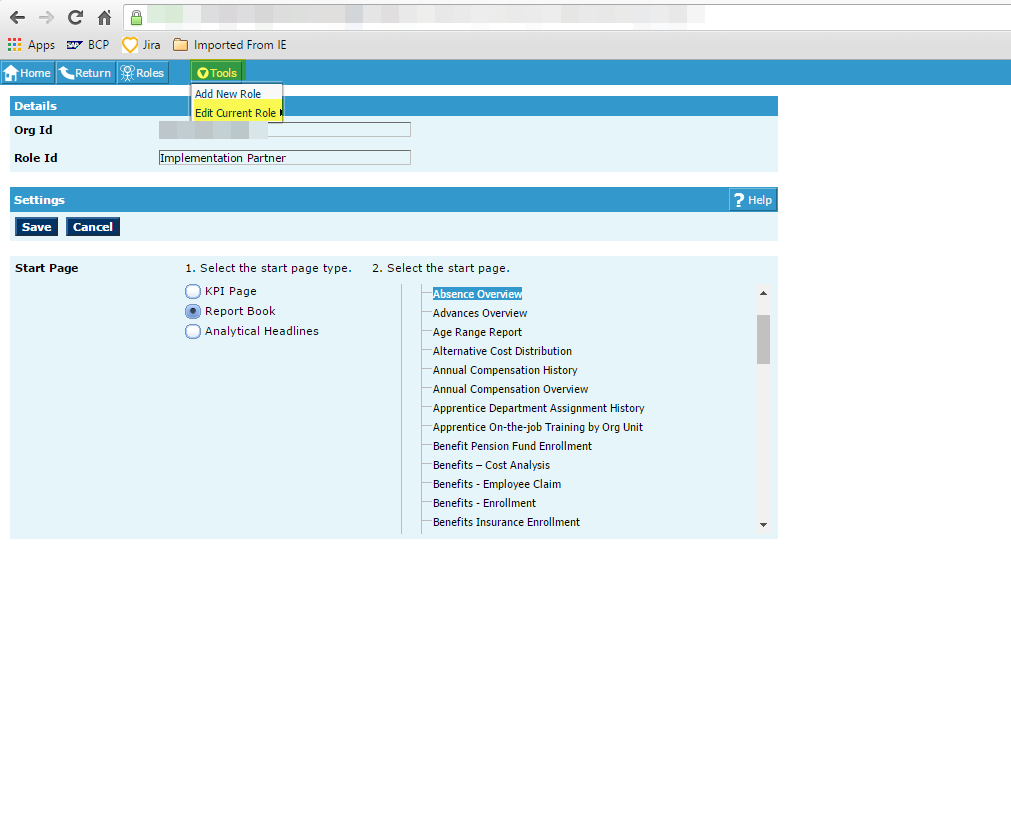 Apps SAP BCP Jira Imported From IE
Home Return Roles Tools
Add New Role
Edit Current Role
Details
Org Id
Role Id Implementation Partner
Settings ? Help
Save Cancel
Start Page 1. Select the start page type. 2. Select the start page.
KPI Page
Report Book
Analytical Headlines
Absence Overview
Advances Overview
Age Range Report
Alternative Cost Distribution
Annual Compensation History
Annual Compensation Overview
Apprentice Department Assignment History
Apprentice On-the-job Training by Org Unit
Benefit Pension Fund Enrollment
Benefits – Cost Analysis
Benefits - Employee Claim
Benefits - Enrollment
Benefits Insurance Enrollment